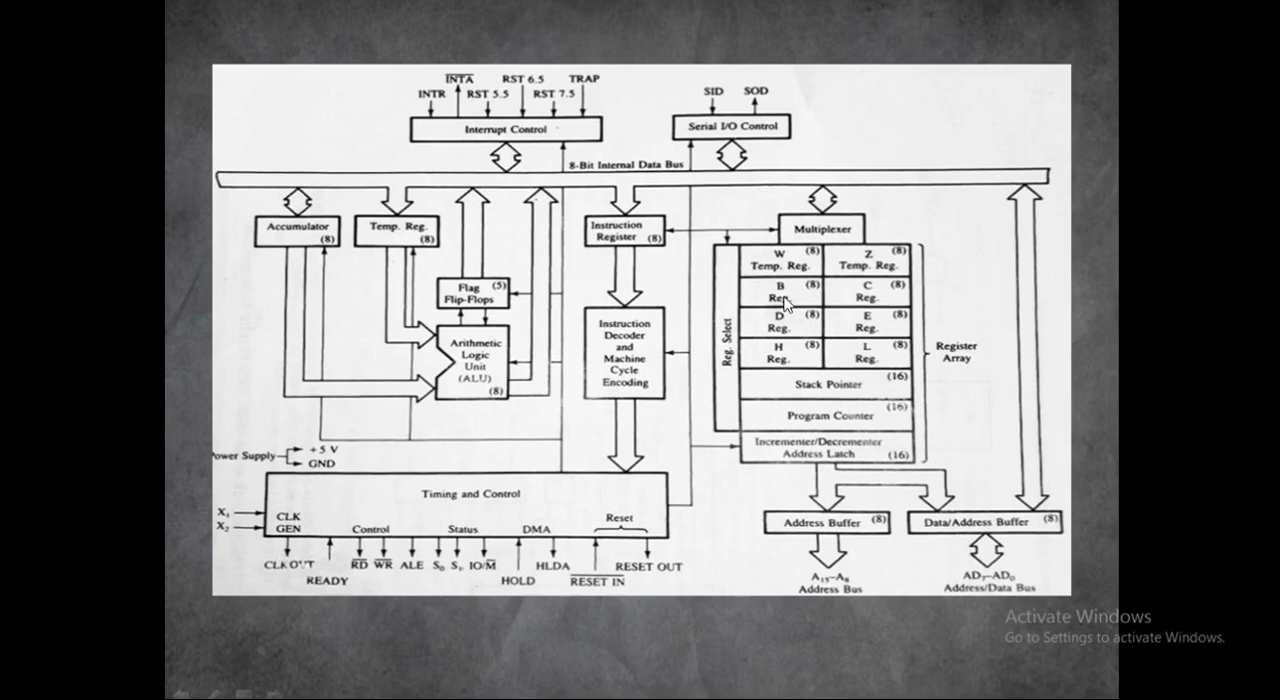 INTA RST 6.5 TRAP
INTR RST 5.5 RST 7.5
SID SOD
Interrupt Control
Serial I/O Control
8-Bit Internal Data Bus
Accumulator
(8)
Temp. Reg.
(8)
Instruction
Register (8)
Multiplexer
W (8)
Temp. Reg.
Z (8)
Temp. Reg.
Flag (5)
Flip-Flops
B (8)
Reg.
C (8)
Reg.
D (8)
Reg.
E (8)
Reg.
H (8)
Reg.
L (8)
Reg.
Reg. Select
Register
Array
Arithmetic
Logic
Unit
(ALU)
(8)
Instruction
Decoder
and
Machine
Cycle
Encoding
Stack Pointer (16)
Program Counter (16)
Incrementer/Decrementer
Address Latch (16)
ower Supply
+5 V
GND
Timing and Control
X₁
X₂
CLK
GEN
Control
Status
DMA
Reset
CLK OUT
READY
RD WR ALE S₀ S₁ IO/M
HOLD
HLDA
RESET IN
RESET OUT
Address Buffer (8)
Data/Address Buffer (8)
A₁₅–A₈
Address Bus
AD₇–AD₀
Address/Data Bus
Activate Windows
Go to Settings to activate Windows.